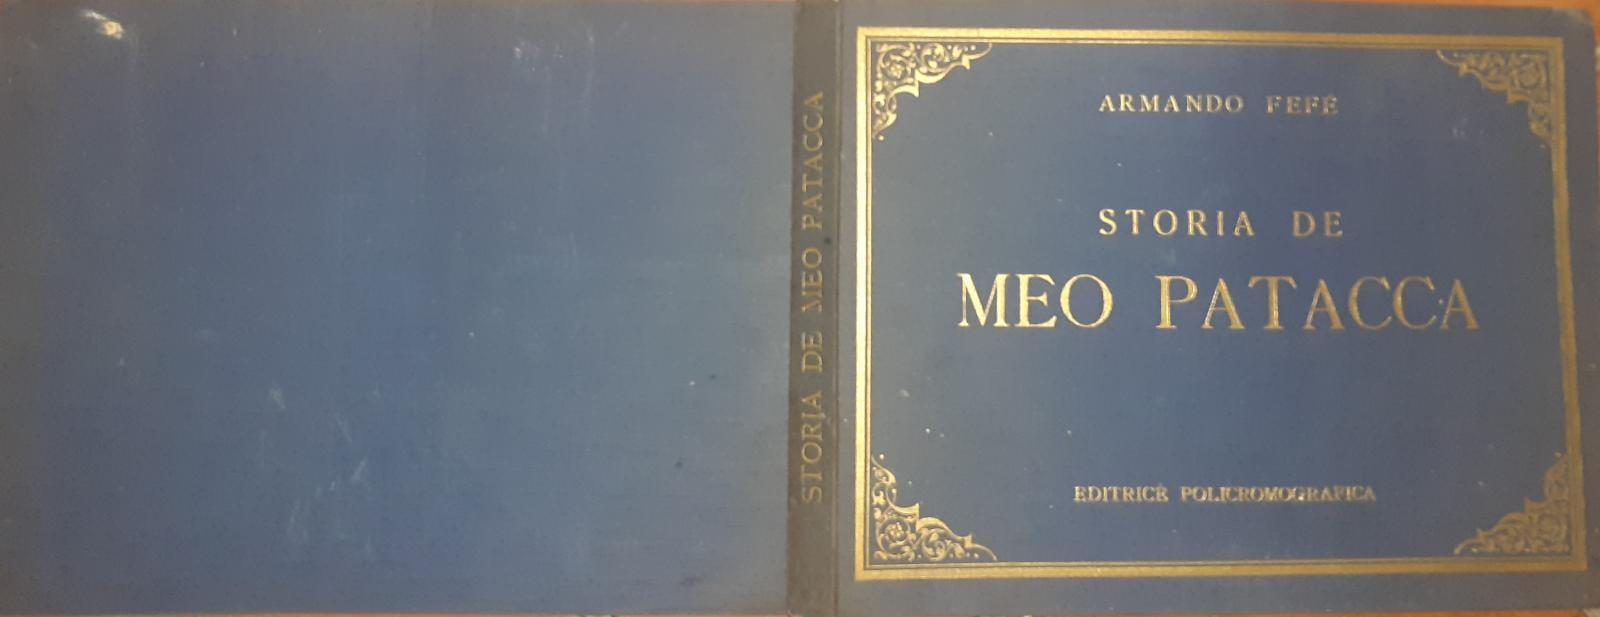 STORIA DE MEO PATACCA
ARMANDO FEFÈ
STORIA DE
MEO PATACCA
EDITRICE POLICROMOGRAFICA